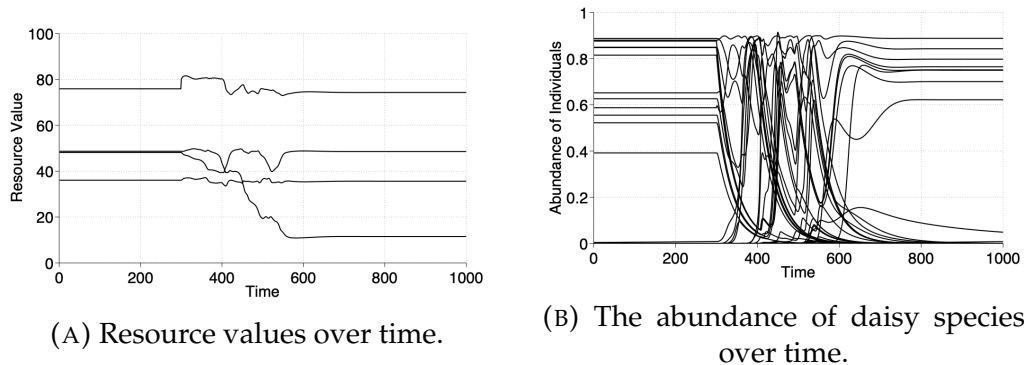 100
80
60
40
20
0
Resource Value
0 200 400 600 800 1000
Time
(A) Resource values over time.
1
0.8
0.6
0.4
0.2
0
Abundance of Individuals
0 200 400 600 800 1000
Time
(B) The abundance of daisy species
over time.